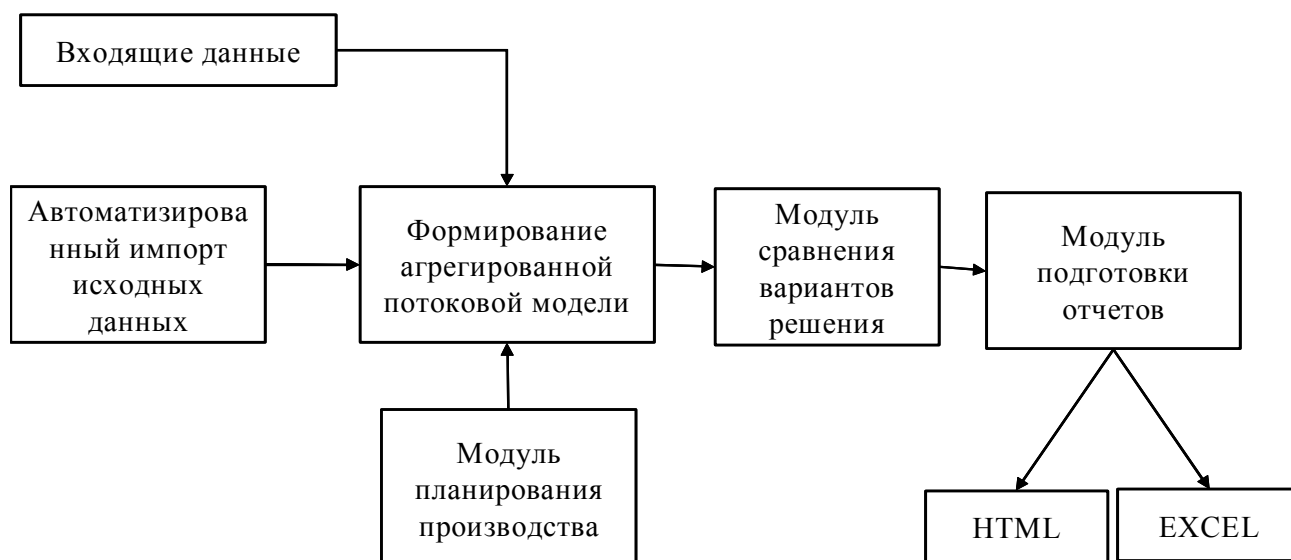 Входящие данные
Автоматизирова
нный импорт
исходных
данных
Формирование
агрегированной
потоковой модели
Модуль
сравнения
вариантов
решения
Модуль
подготовки
отчетов
Модуль
планирования
производства
HTML
EXCEL